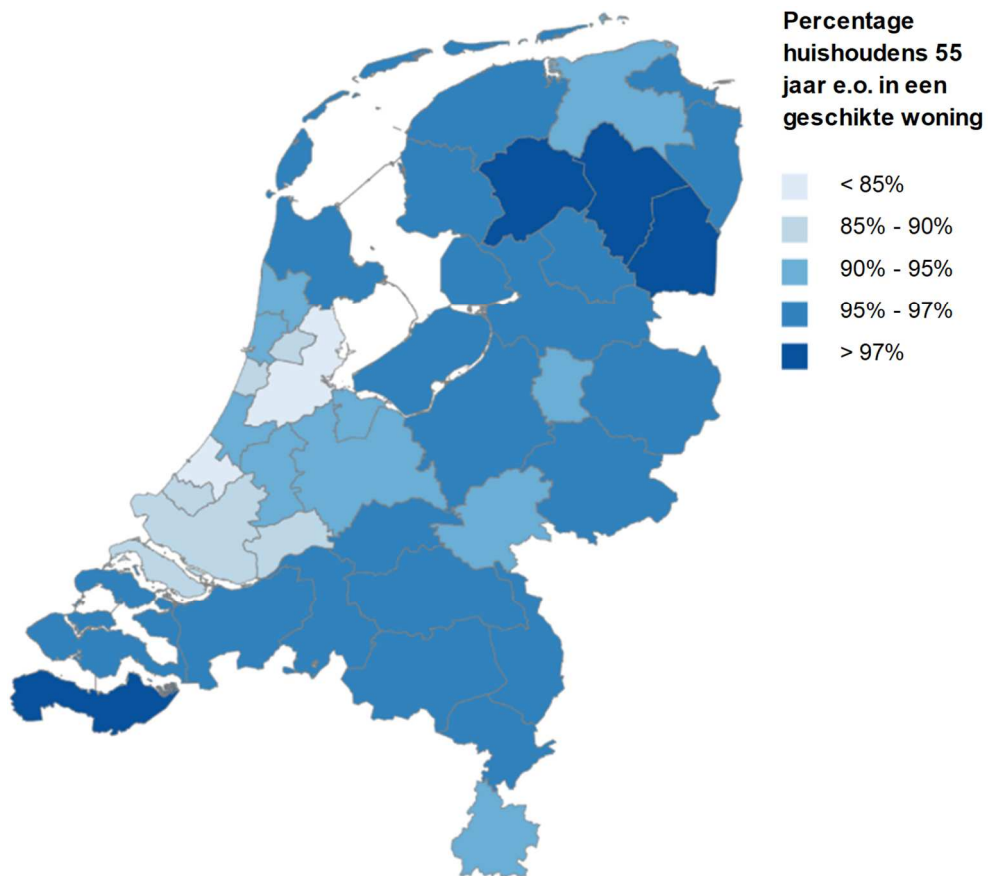 Percentage
huishoudens 55
jaar e.o. in een
geschikte woning
< 85%
85% - 90%
90% - 95%
95% - 97%
> 97%